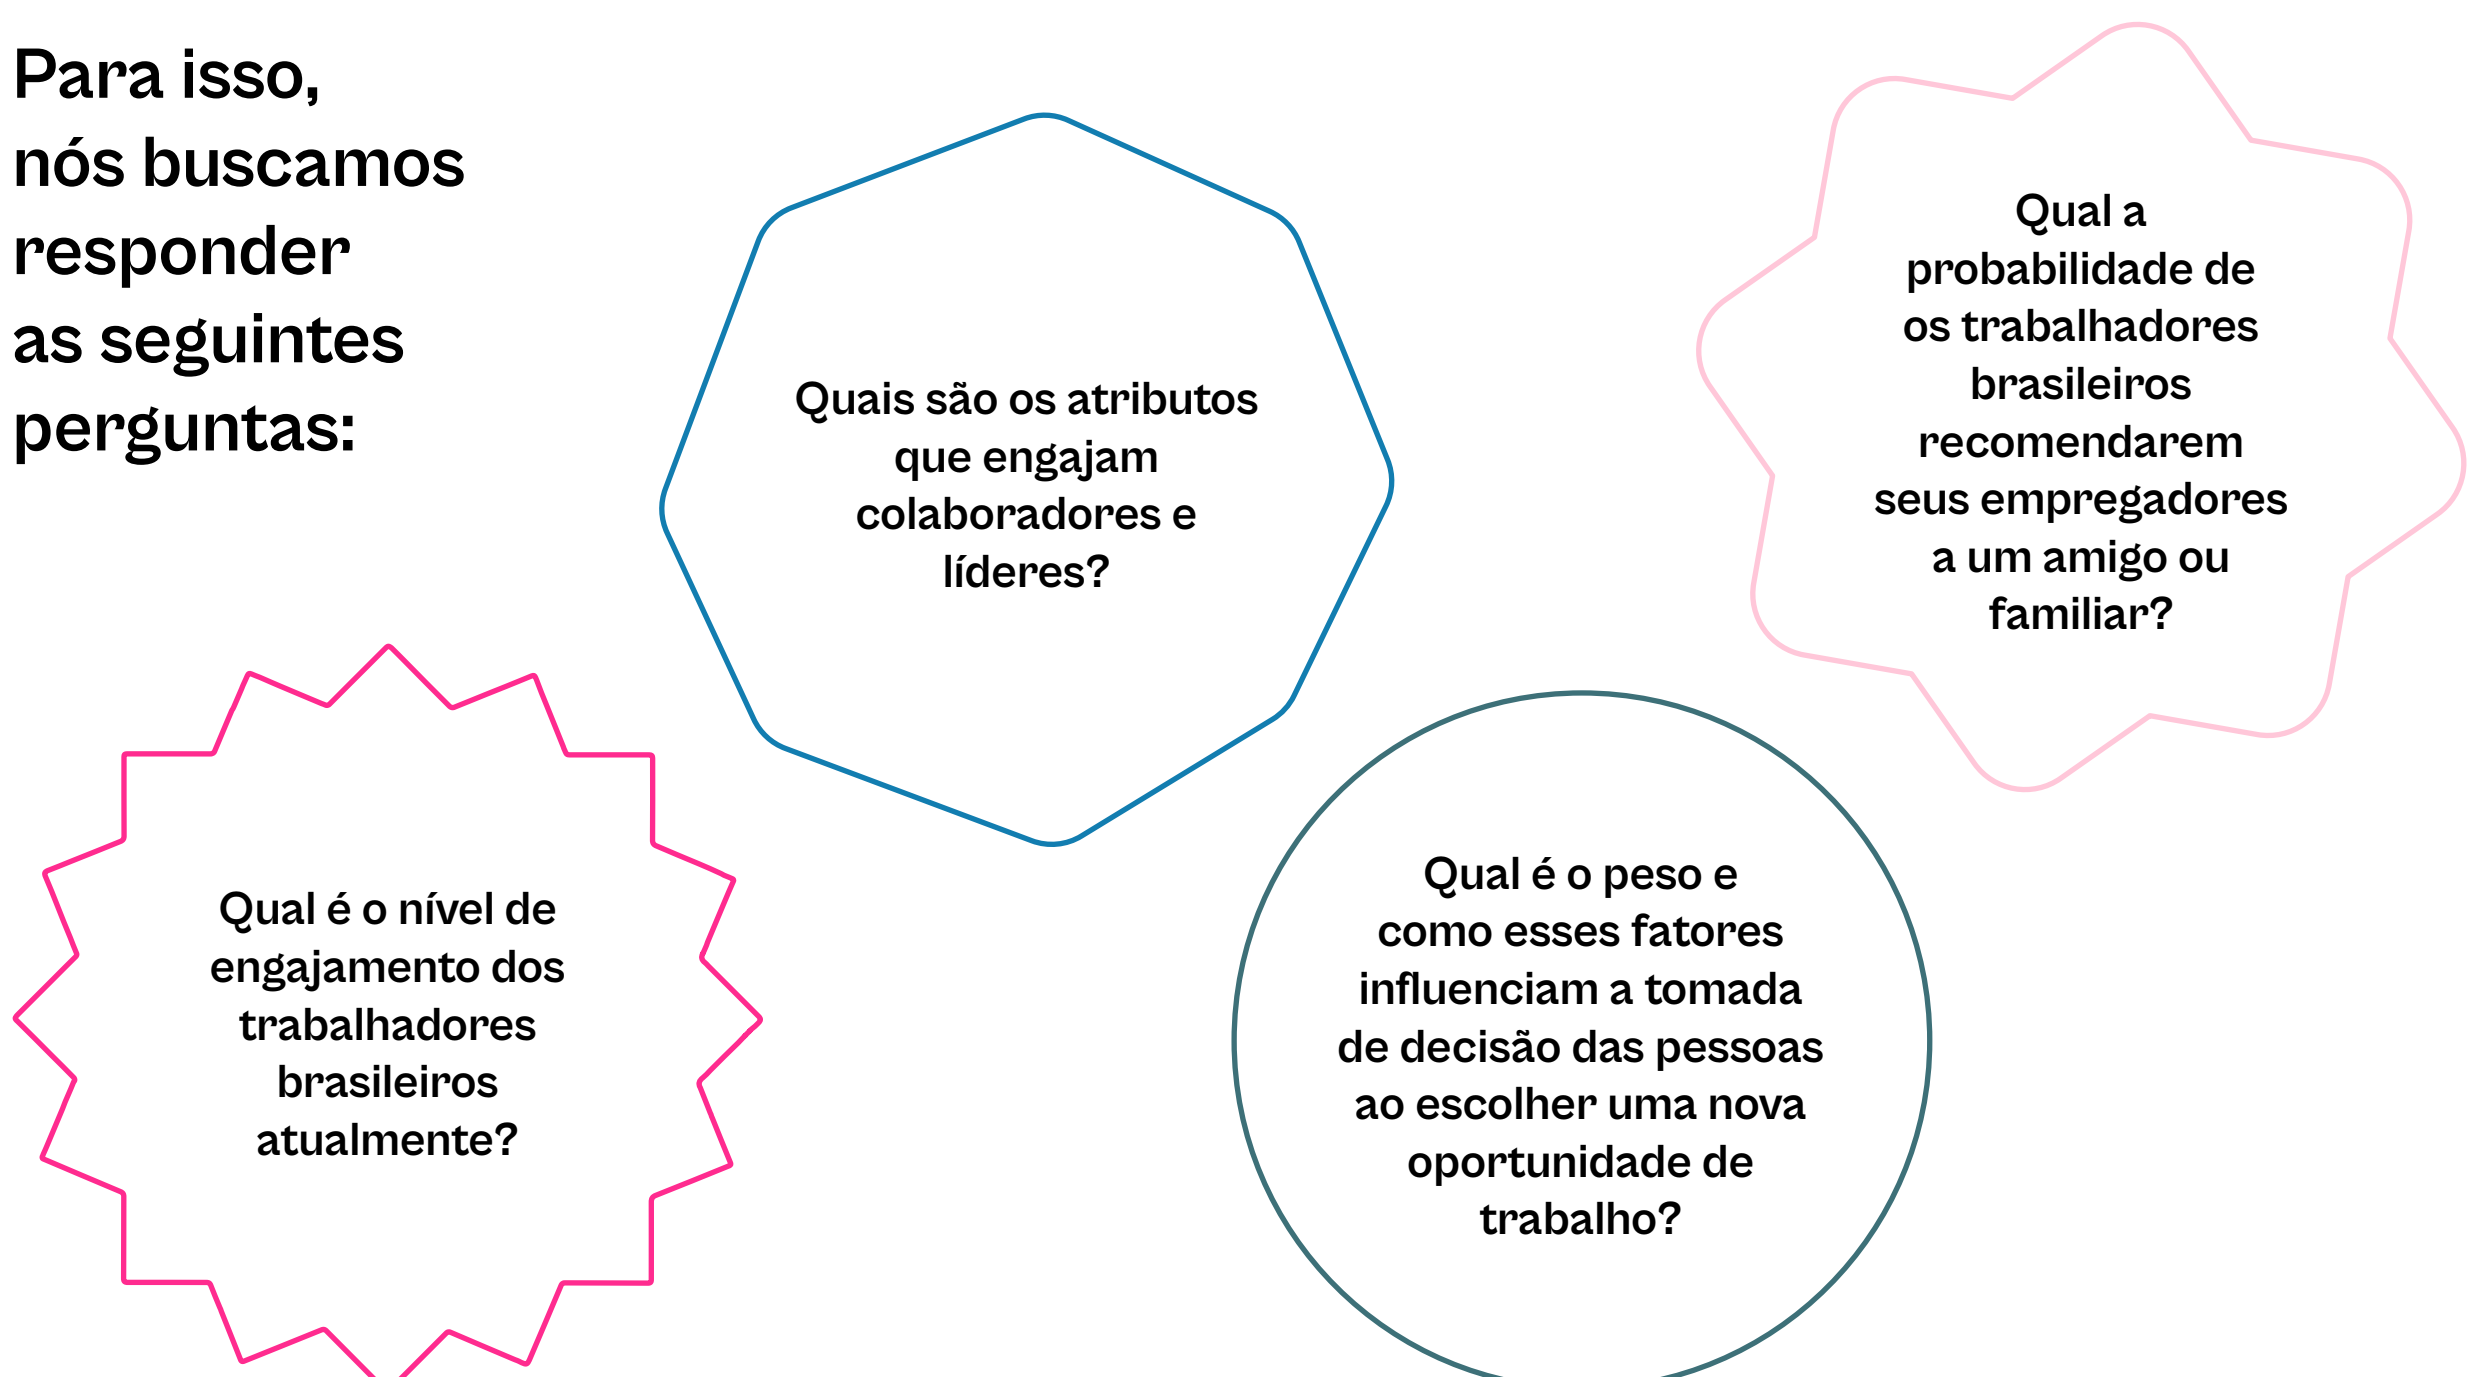 Para isso,
nós buscamos
responder
as seguintes
perguntas:
Qual é o nível de
engajamento dos
trabalhadores
brasileiros
atualmente?
Quais são os atributos
que engajam
colaboradores e
líderes?
Qual é o peso e
como esses fatores
influenciam a tomada
de decisão das pessoas
ao escolher uma nova
oportunidade de
trabalho?
Qual a
probabilidade de
os trabalhadores
brasileiros
recomendarem
seus empregadores
a um amigo ou
familiar?